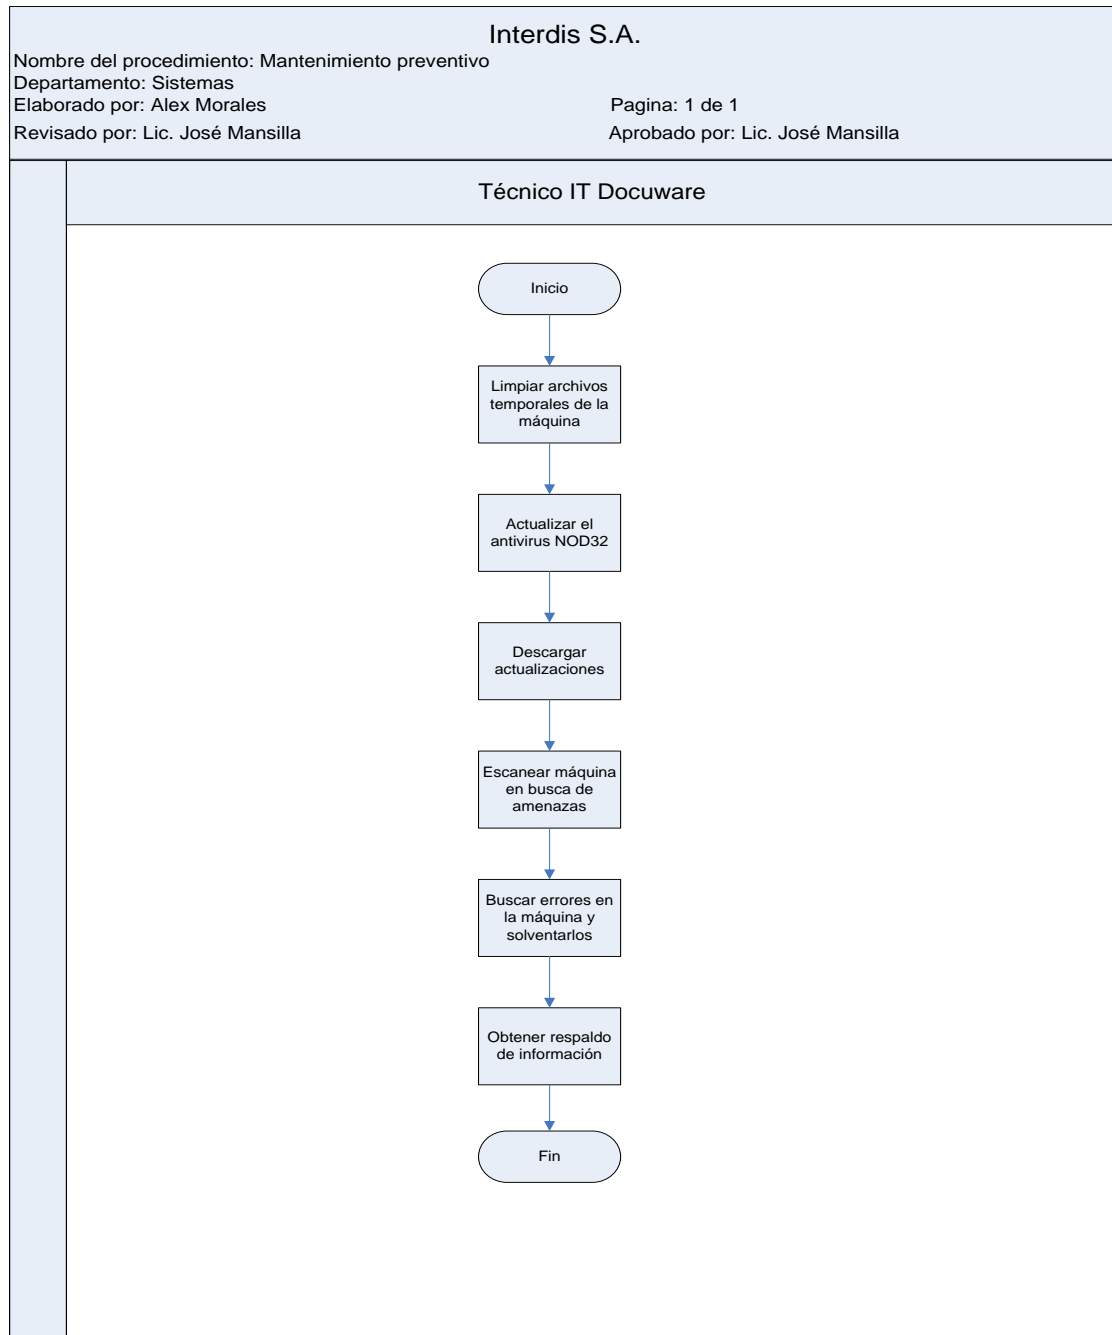 Interdis S.A.
Nombre del procedimiento: Mantenimiento preventivo
Departamento: Sistemas
Elaborado por: Alex Morales
Pagina: 1 de 1
Revisado por: Lic. José Mansilla
Aprobado por: Lic. José Mansilla
Técnico IT Docuware
Inicio
Limpiar archivos
temporales de la
máquina
Actualizar el
antivirus NOD32
Descargar
actualizaciones
Escanear máquina
en busca de
amenazas
Buscar errores en
la máquina y
solventarlos
Obtener respaldo
de información
Fin